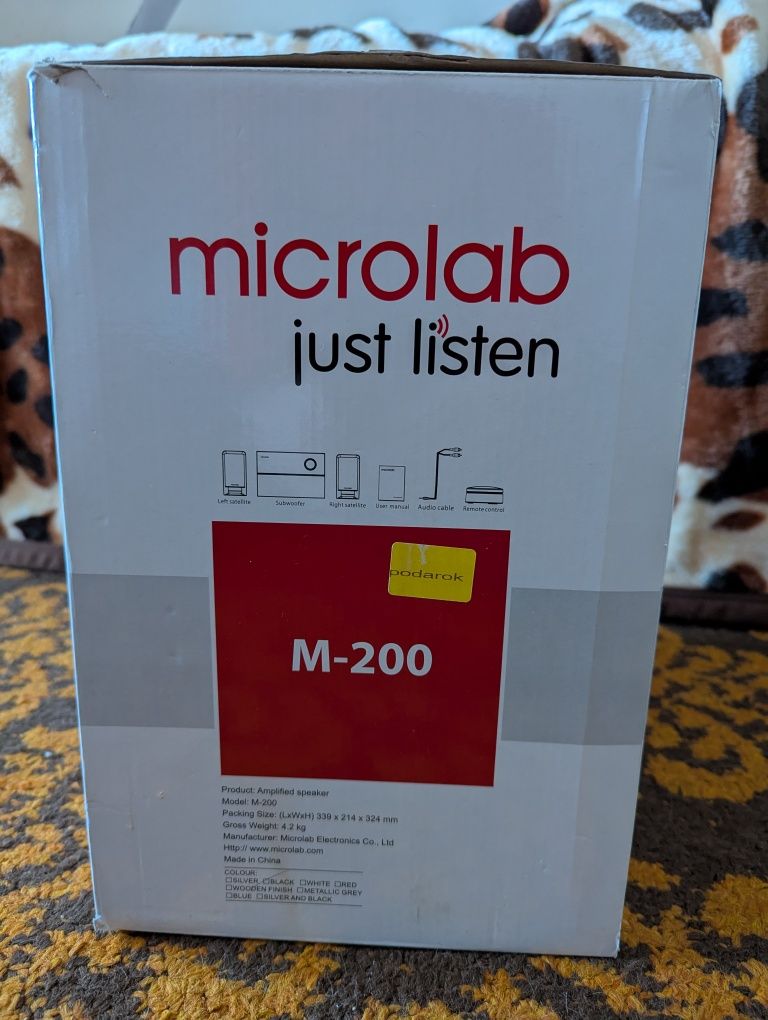 microlab
just listen
Left satellite Subwoofer Right satellite User manual Audio cable Remote control
podarok
M-200
Product: Amplified speaker
Model: M-200
Packing Size: (LxWxH) 339 x 214 x 324 mm
Gross Weight: 4.2 kg
Manufacturer: Microlab Electronics Co., Ltd
Http:// www.microlab.com
Made in China
COLOUR:
☐SILVER ☐BLACK ☐WHITE ☐RED
☐WOODEN FINISH ☐METALLIC GREY
☐BLUE ☐SILVER AND BLACK